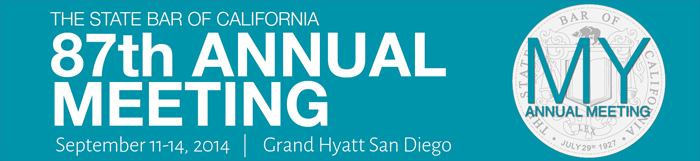 THE STATE BAR OF CALIFORNIA
87th ANNUAL
MEETING
September 11-14, 2014 | Grand Hyatt San Diego
THE STATE BAR OF CALIFORNIA
MY
ANNUAL MEETING
LEX
JULY 29th 1927